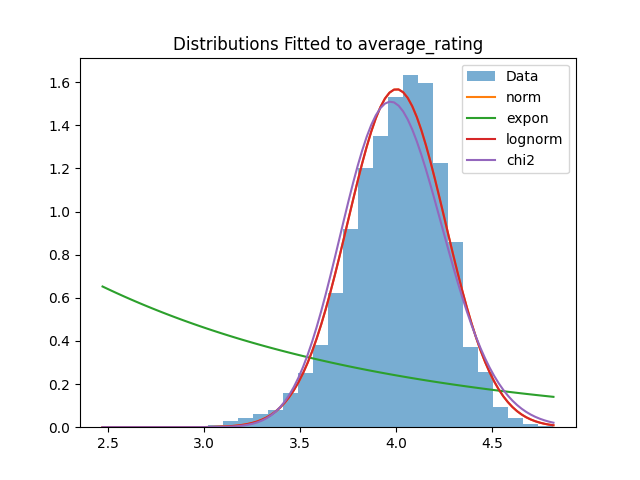 Distributions Fitted to average_rating
Data
norm
expon
lognorm
chi2
1.6
1.4
1.2
1.0
0.8
0.6
0.4
0.2
0.0
2.5 3.0 3.5 4.0 4.5